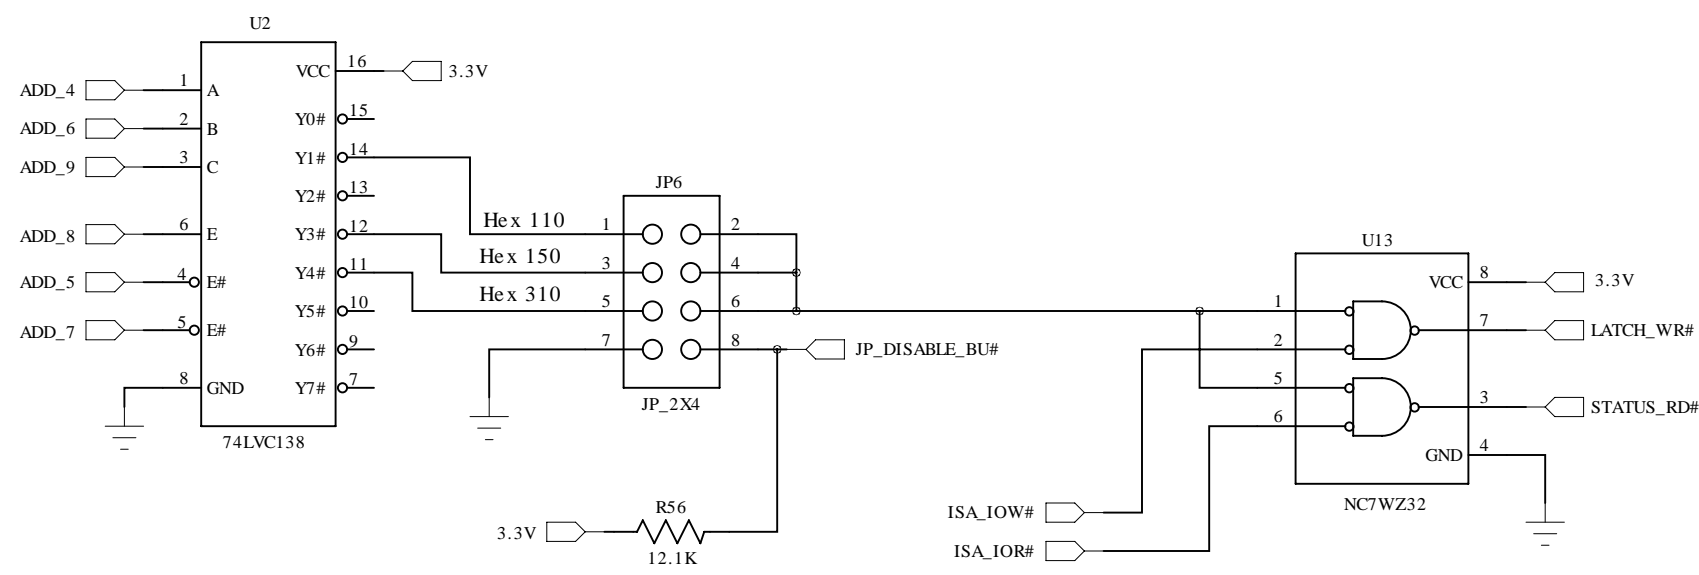 U2
ADD_4
1
A
ADD_6
2
B
ADD_9
3
C
ADD_8
6
E
ADD_5
4
E#
ADD_7
5
E#
8
GND
VCC
16
3.3V
Y0#
15
Y1#
14
Y2#
13
Y3#
12
Y4#
11
Y5#
10
Y6#
9
Y7#
7
74LVC138
JP6
Hex 110
1
2
Hex 150
3
4
Hex 310
5
6
7
8
JP_DISABLE_BU#
JP_2X4
3.3V
R56
12.1K
U13
VCC
8
3.3V
1
2
7
LATCH_WR#
5
6
3
STATUS_RD#
GND
4
NC7WZ32
ISA_IOW#
ISA_IOR#